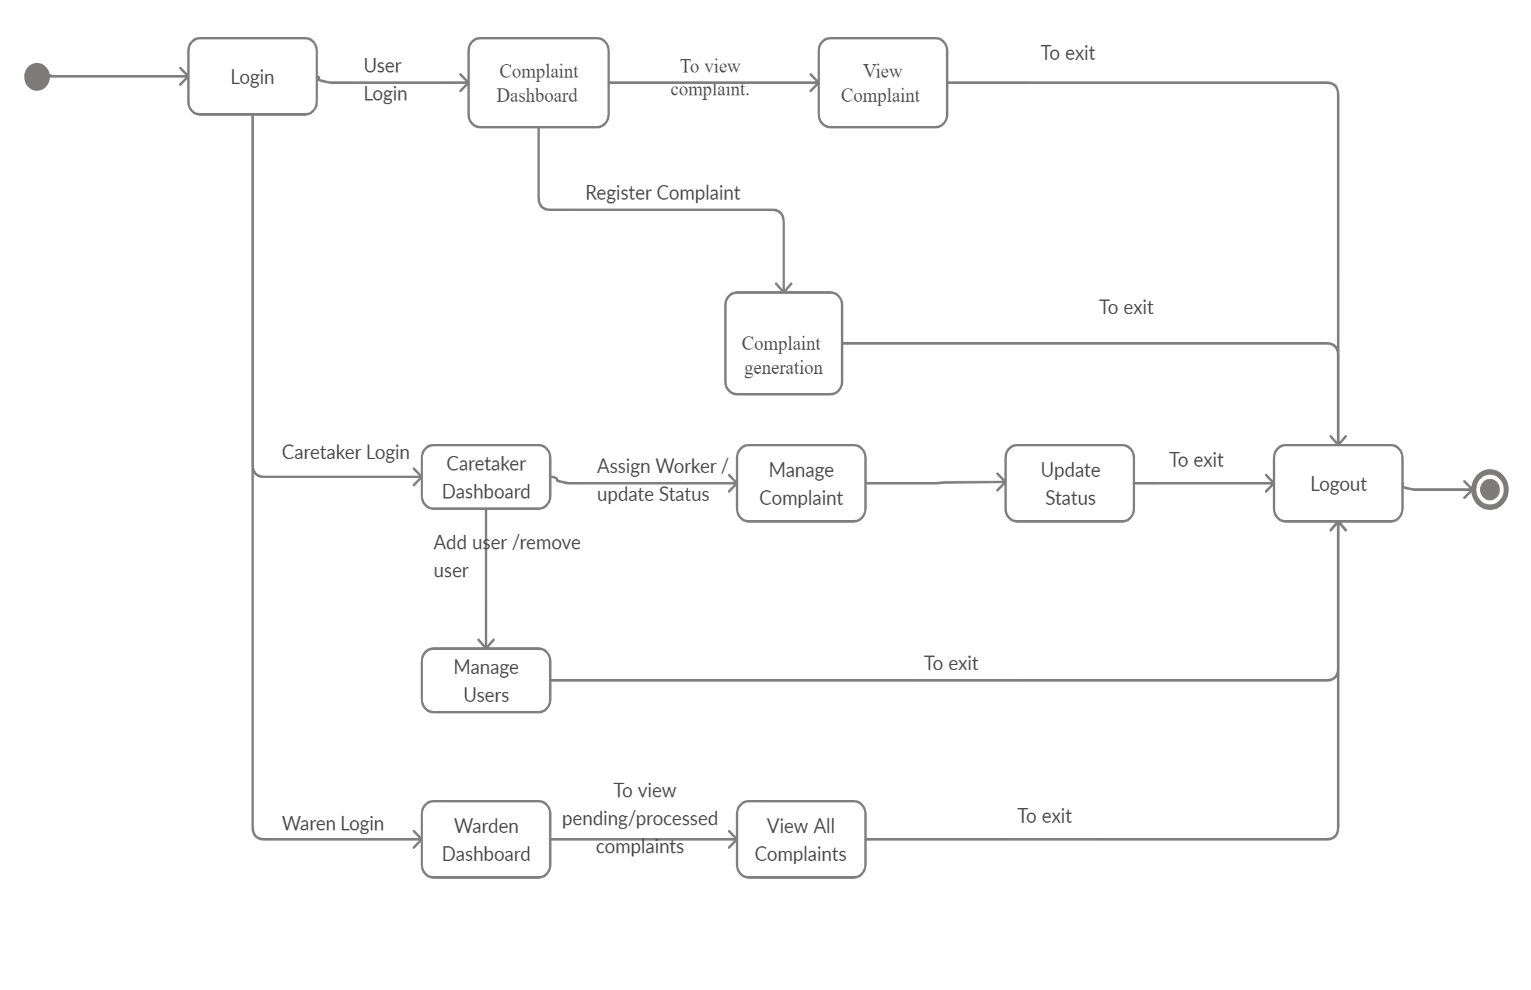 Login
User
Login
Complaint
Dashboard
To view
complaint.
View
Complaint
To exit
Register Complaint
Complaint
generation
To exit
Caretaker Login
Caretaker
Dashboard
Assign Worker /
update Status
Manage
Complaint
Update
Status
To exit
Logout
Add user /remove
user
Manage
Users
To exit
Waren Login
Warden
Dashboard
To view
pending/processed
complaints
View All
Complaints
To exit